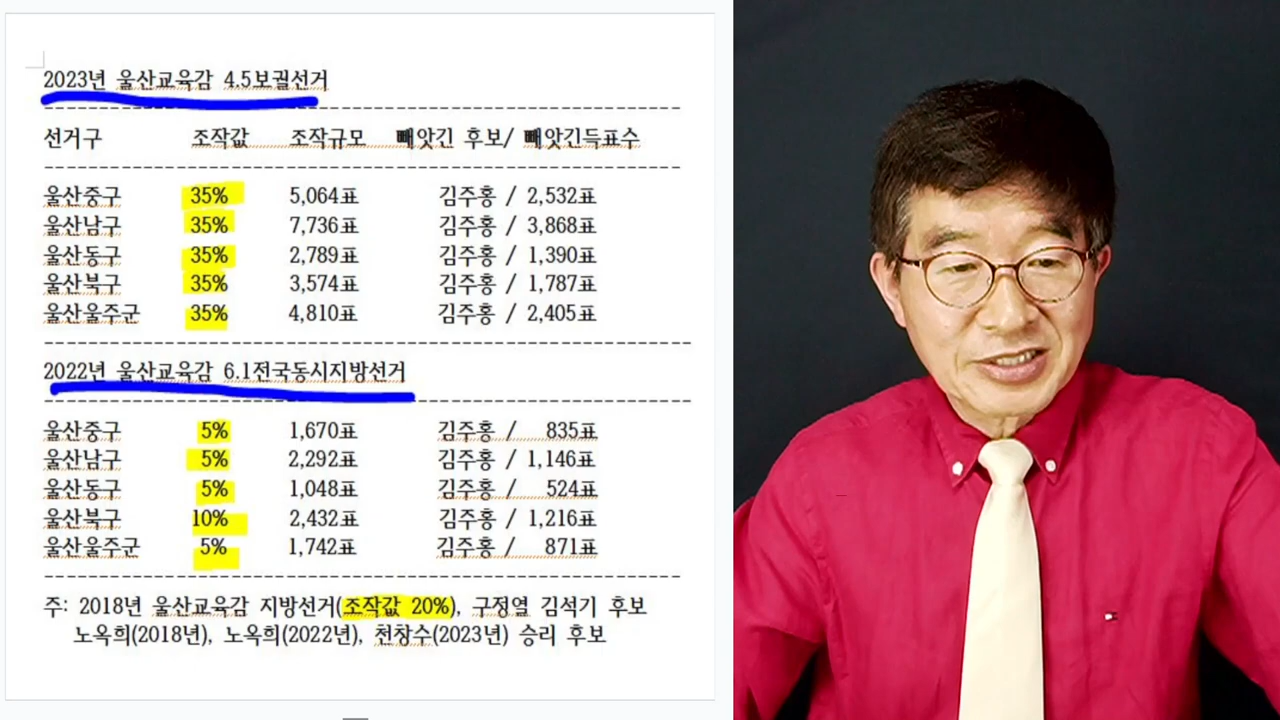 2023년 울산교육감 4.5보궐선거
선거구 조작값 조작규모 빼앗긴 후보/ 빼앗긴득표수
울산중구 35% 5,064표 김주홍 / 2,532표
울산남구 35% 7,736표 김주홍 / 3,868표
울산동구 35% 2,789표 김주홍 / 1,390표
울산북구 35% 3,574표 김주홍 / 1,787표
울산울주군 35% 4,810표 김주홍 / 2,405표
2022년 울산교육감 6.1전국동시지방선거
울산중구 5% 1,670표 김주홍 / 835표
울산남구 5% 2,292표 김주홍 / 1,146표
울산동구 5% 1,048표 김주홍 / 524표
울산북구 10% 2,432표 김주홍 / 1,216표
울산울주군 5% 1,742표 김주홍 / 871표
주: 2018년 울산교육감 지방선거(조작값 20%), 구정열 김석기 후보
노옥희(2018년), 노옥희(2022년), 천창수(2023년) 승리 후보